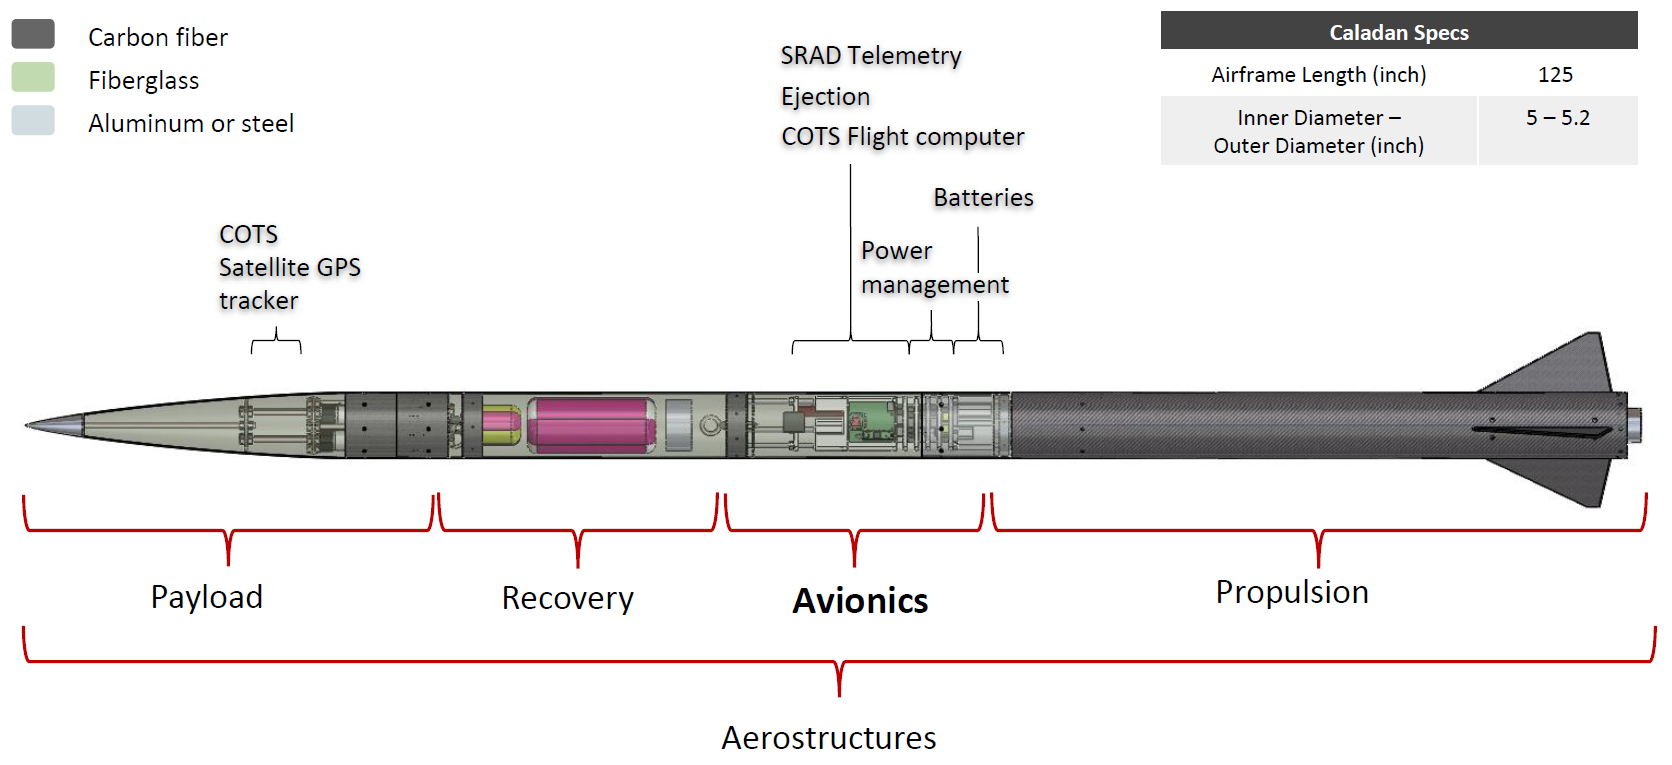 Carbon fiber
Fiberglass
Aluminum or steel
SRAD Telemetry
Ejection
COTS Flight computer
Caladan Specs
Airframe Length (inch) 125
Inner Diameter – 5 – 5.2
Outer Diameter (inch)
Batteries
Power
management
COTS
Satellite GPS
tracker
Payload
Recovery
Avionics
Propulsion
Aerostructures